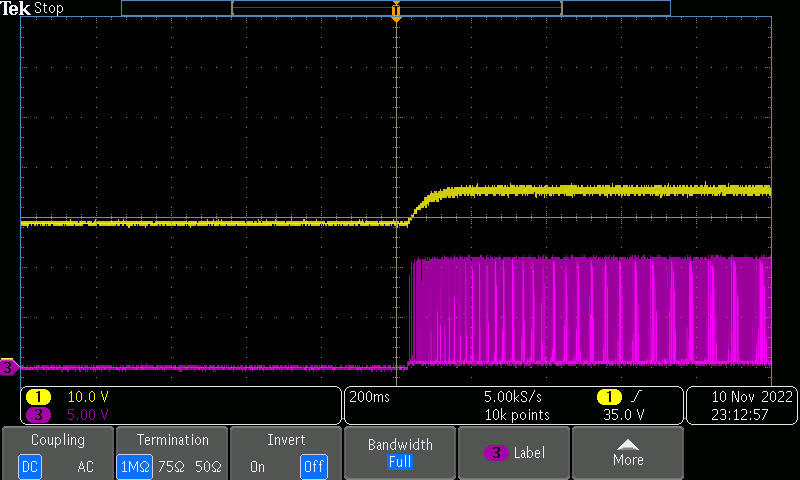 Tek Stop
T
3
1 10.0 V
3 5.00 V
200ms 5.00kS/s 1
10k points 35.0 V
10 Nov 2022
23:12:57
Coupling
DC AC
Termination
1MΩ 75Ω 50Ω
Invert
On Off
Bandwidth
Full
3 Label
More